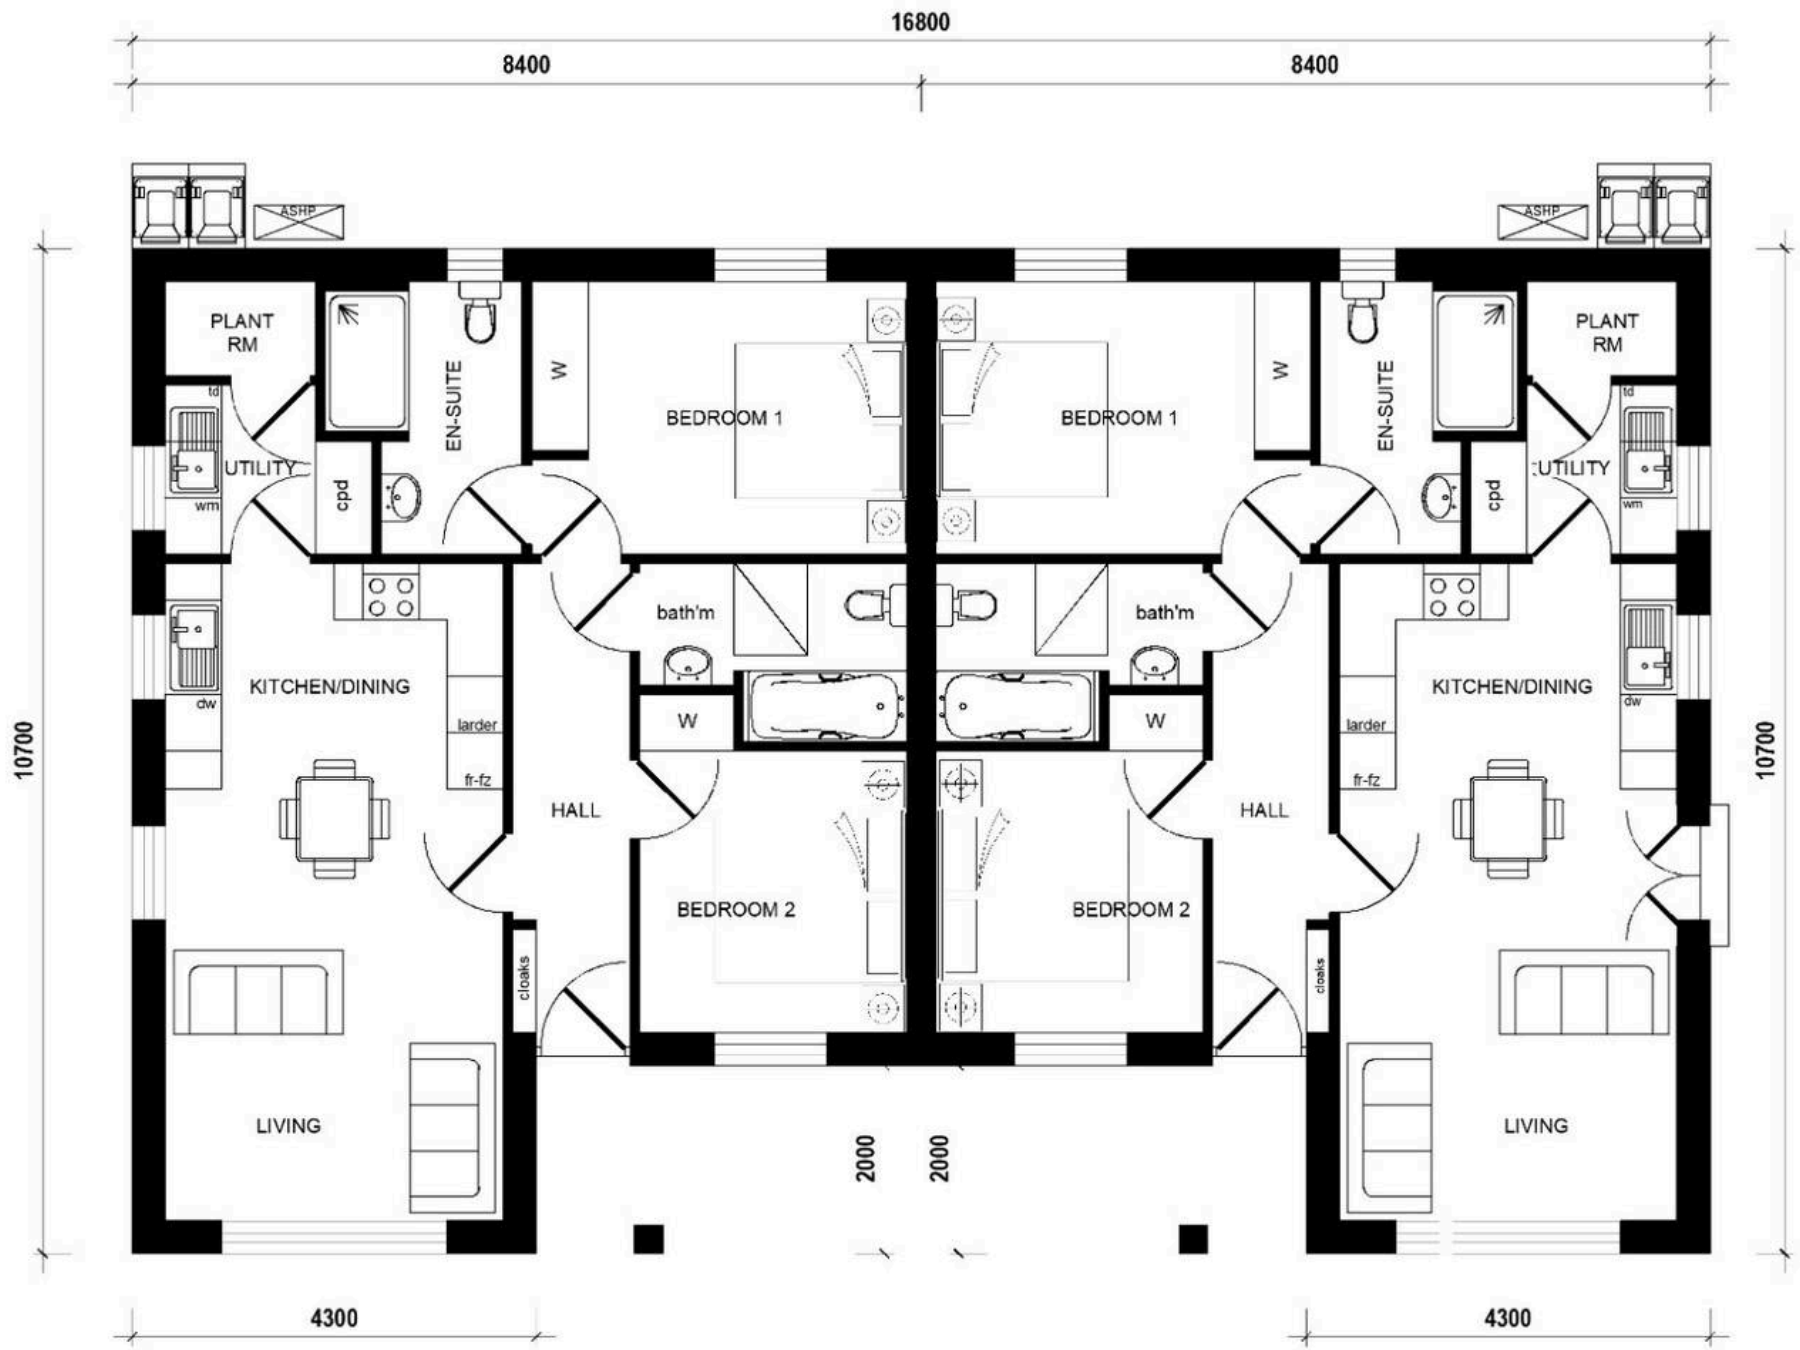 16800
8400
8400
ASHP
ASHP
PLANT
RM
PLANT
RM
td
td
EN-SUITE
W
W
EN-SUITE
BEDROOM 1
BEDROOM 1
UTILITY
UTILITY
cpd
cpd
wm
wm
bath'm
bath'm
KITCHEN/DINING
KITCHEN/DINING
dw
dw
larder
W
W
larder
10700
10700
fr-fz
fr-fz
HALL
HALL
BEDROOM 2
BEDROOM 2
cloaks
cloaks
LIVING
LIVING
2000
2000
4300
4300